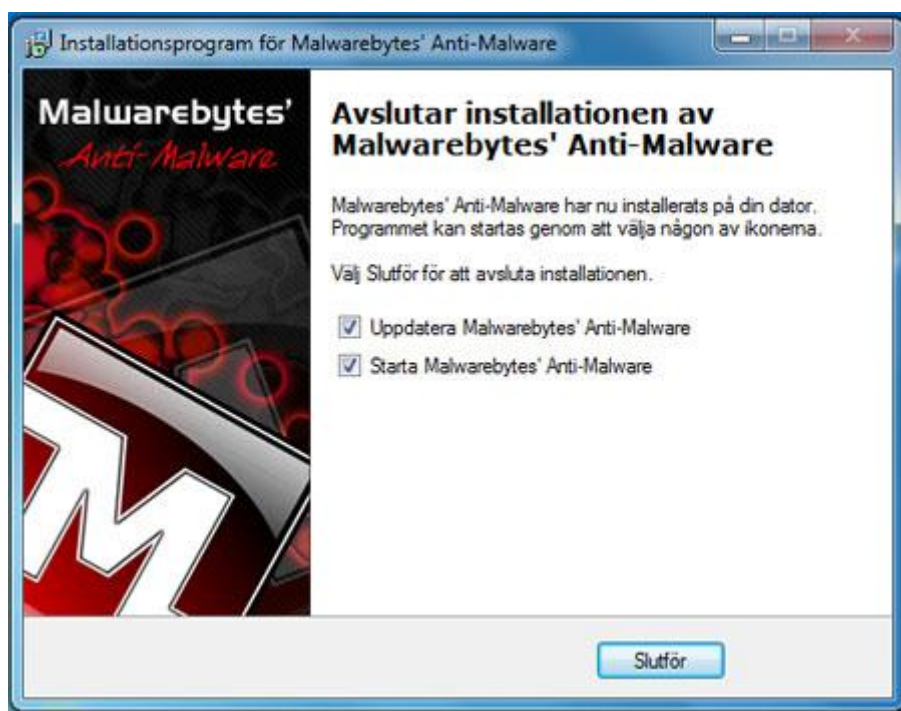 Installationsprogram för Malwarebytes' Anti-Malware
Malwarebytes'
Anti-Malware
Avslutar installationen av
Malwarebytes' Anti-Malware
Malwarebytes' Anti-Malware har nu installerats på din dator.
Programmet kan startas genom att välja någon av ikonerna.
Välj Slutför för att avsluta installationen.
Uppdatera Malwarebytes' Anti-Malware
Starta Malwarebytes' Anti-Malware
Slutför